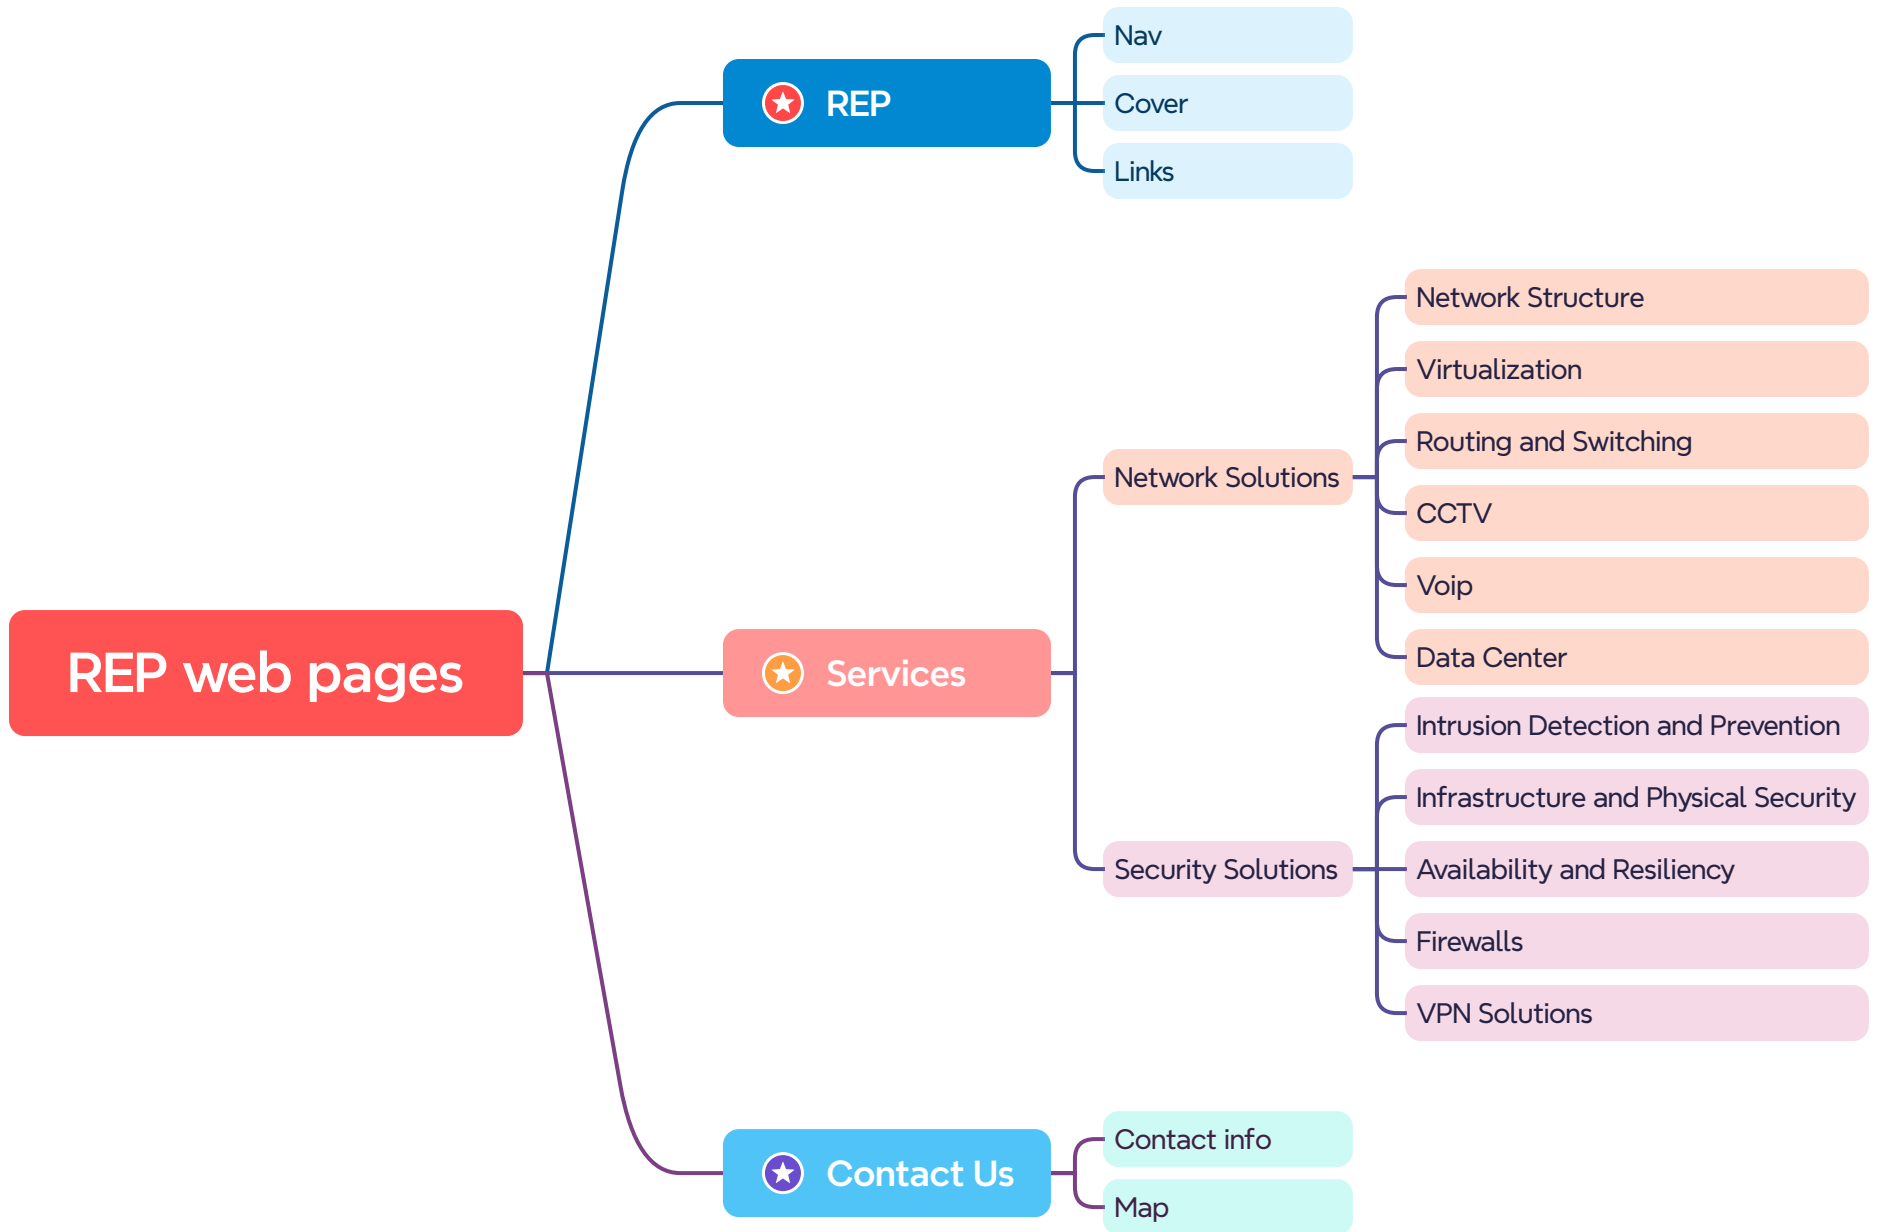 REP web pages
REP
Nav
Cover
Links
Services
Network Solutions
Network Structure
Virtualization
Routing and Switching
CCTV
Voip
Data Center
Security Solutions
Intrusion Detection and Prevention
Infrastructure and Physical Security
Availability and Resiliency
Firewalls
VPN Solutions
Contact Us
Contact info
Map